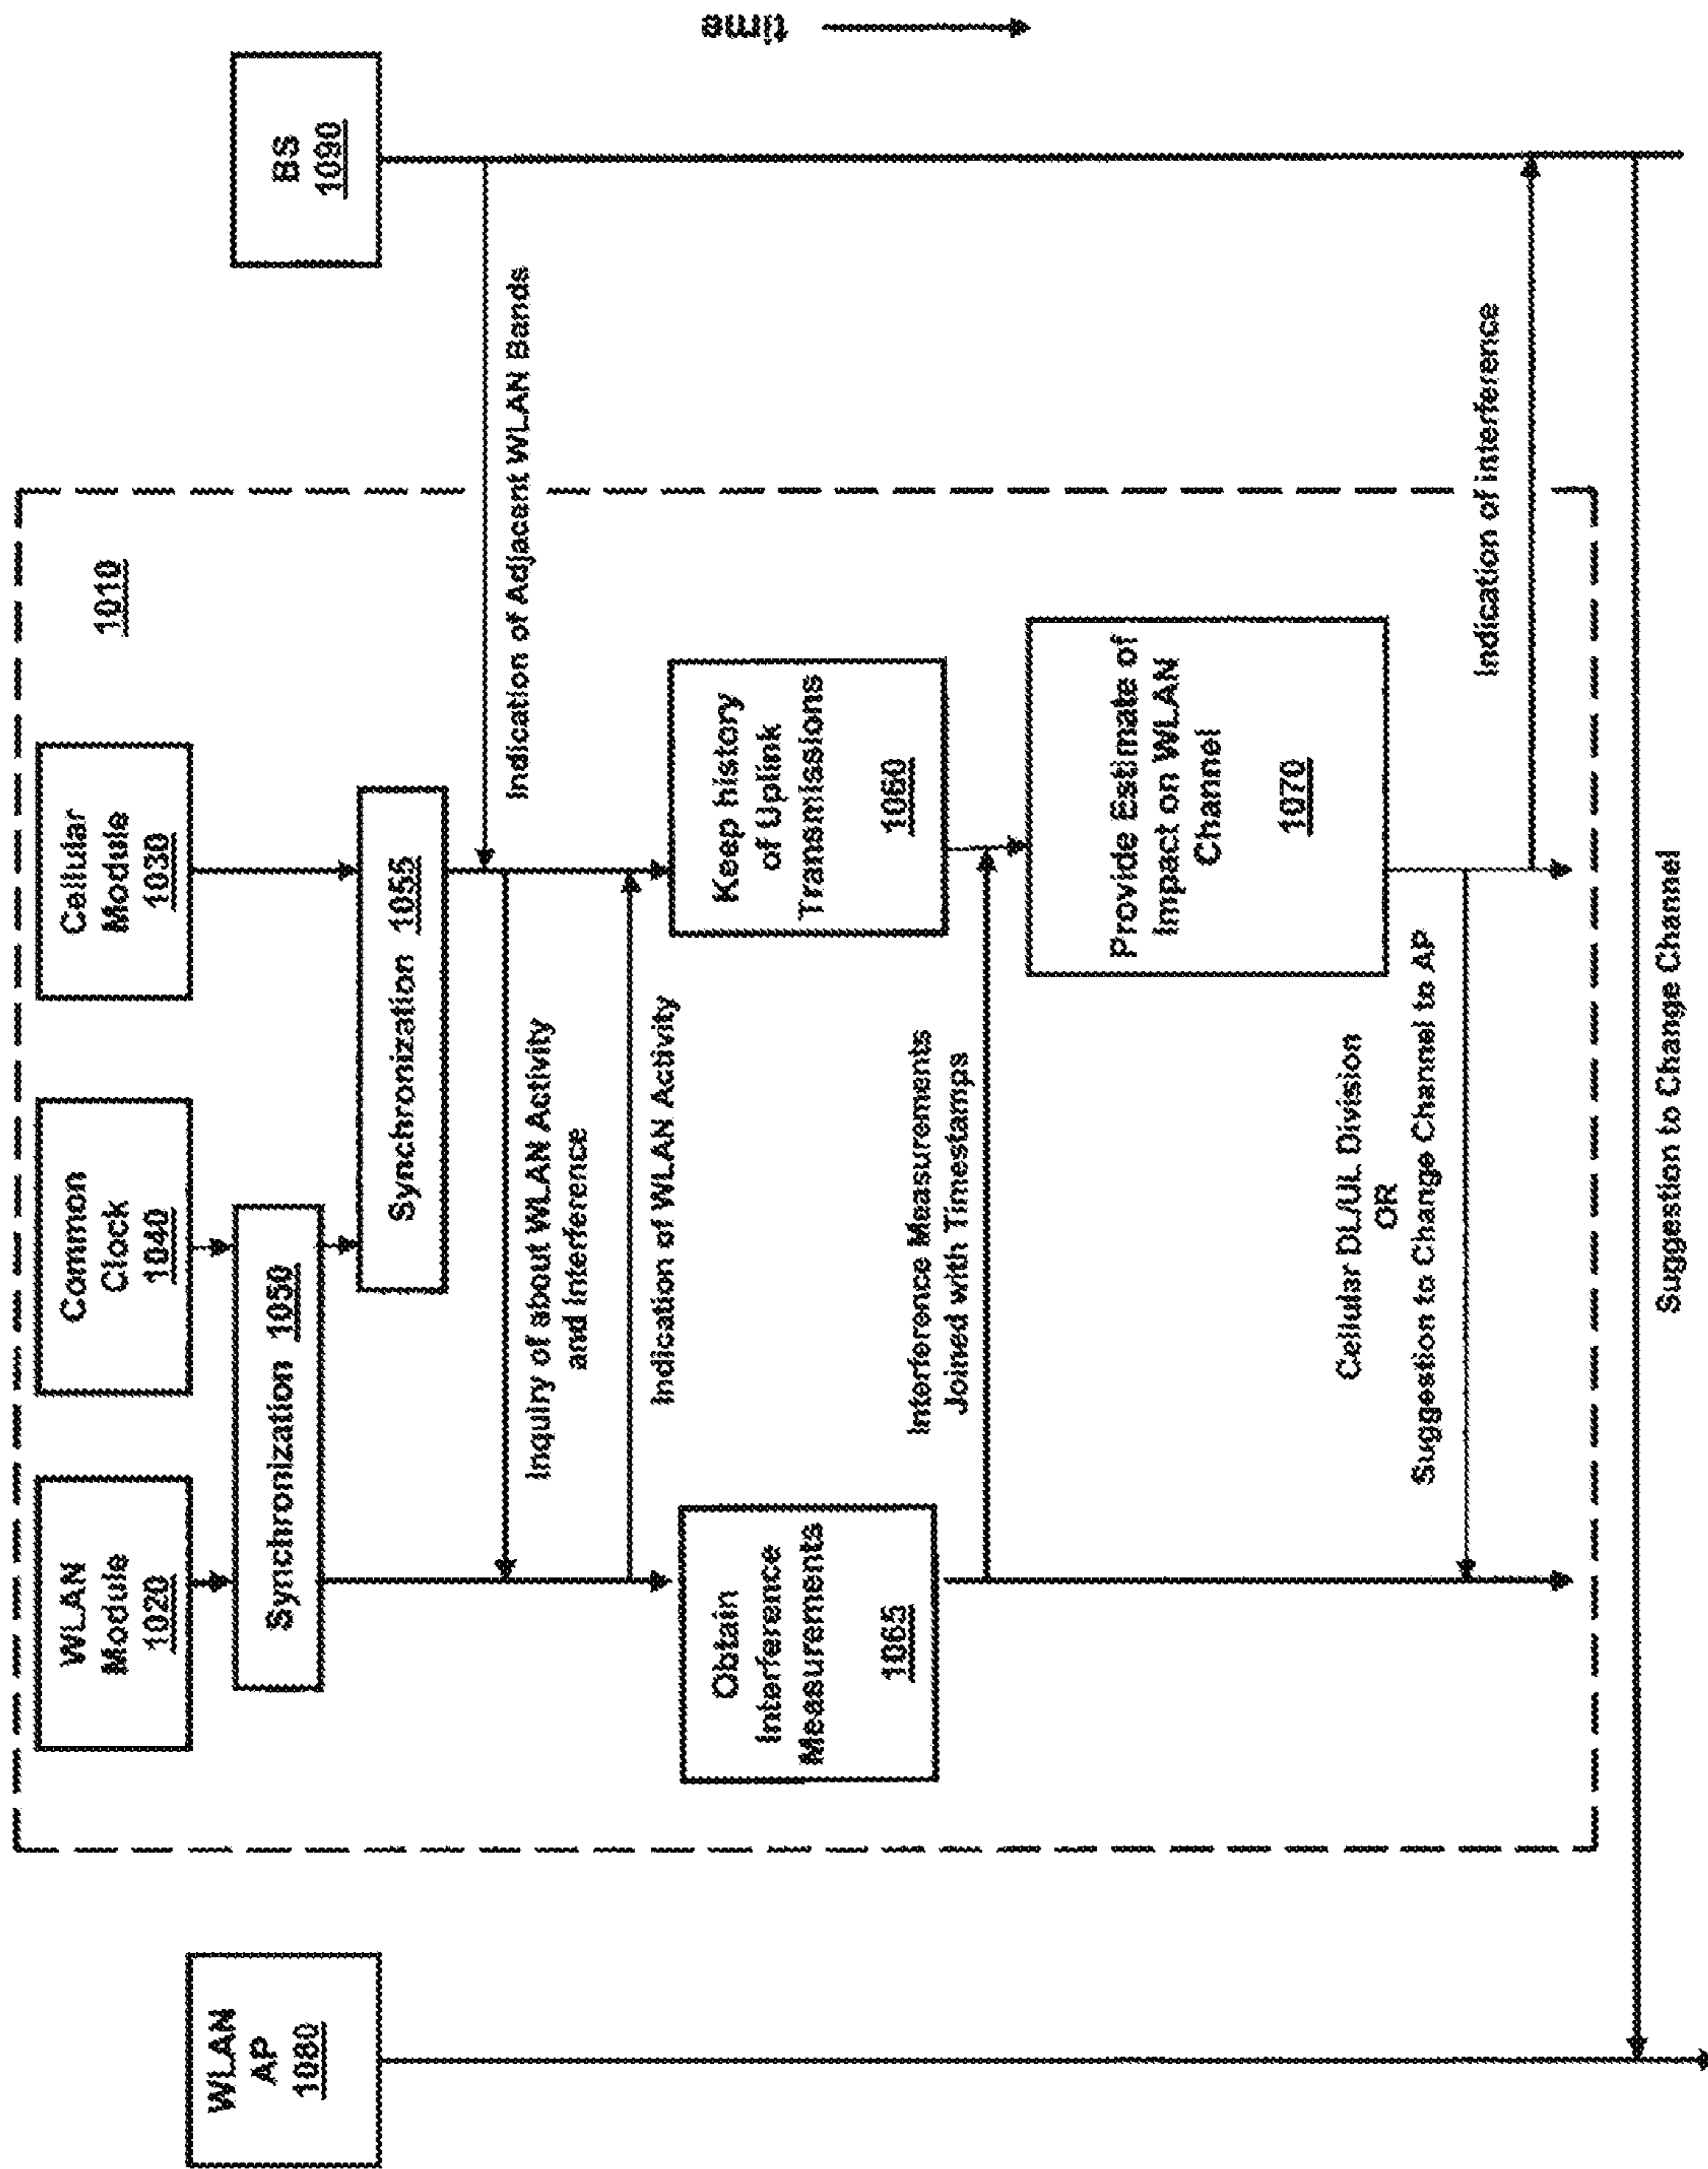 time
WLAN
AP
1080
WLAN
Module
1020
Common
Clock
1040
Cellular
Module
1030
1010
BS
1090
Synchronization 1050
Synchronization 1055
Indication of Adjacent WLAN Bands
Inquiry of about WLAN Activity
and Interference
Indication of WLAN Activity
Obtain
Interference
Measurements
1065
Keep history
of Uplink
Transmissions
1060
Interference Measurements
Joined with Timestamps
Provide Estimate of
Impact on WLAN
Channel
1070
Cellular DL/UL Division
OR
Suggestion to Change Channel to AP
Indication of interference
Suggestion to Change Channel